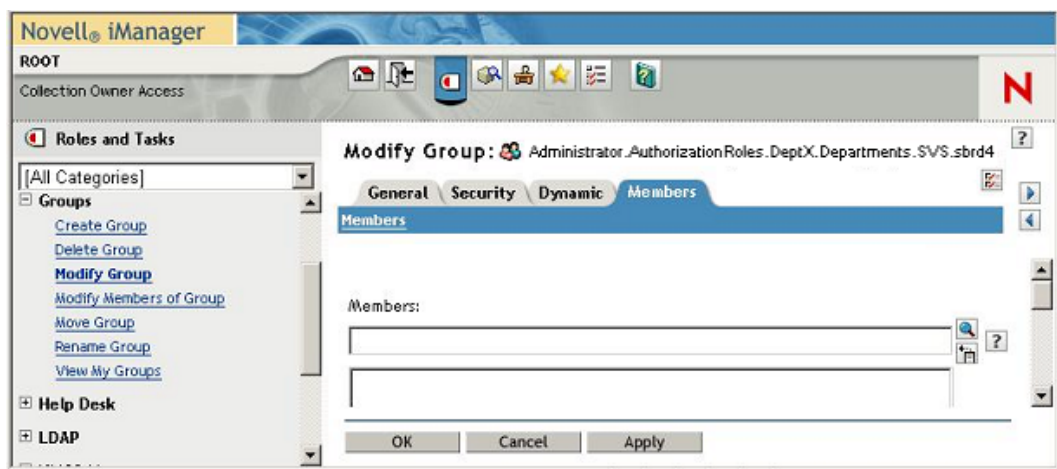 Novell® iManager
ROOT
Collection Owner Access
N
Roles and Tasks
[All Categories]
Groups
Create Group
Delete Group
Modify Group
Modify Members of Group
Move Group
Rename Group
View My Groups
Help Desk
LDAP
Modify Group: Administrator.AuthorizationRoles.DeptX.Departments.SVS.sbrd4
?
General Security Dynamic Members
Members
Members:
?
OK Cancel Apply